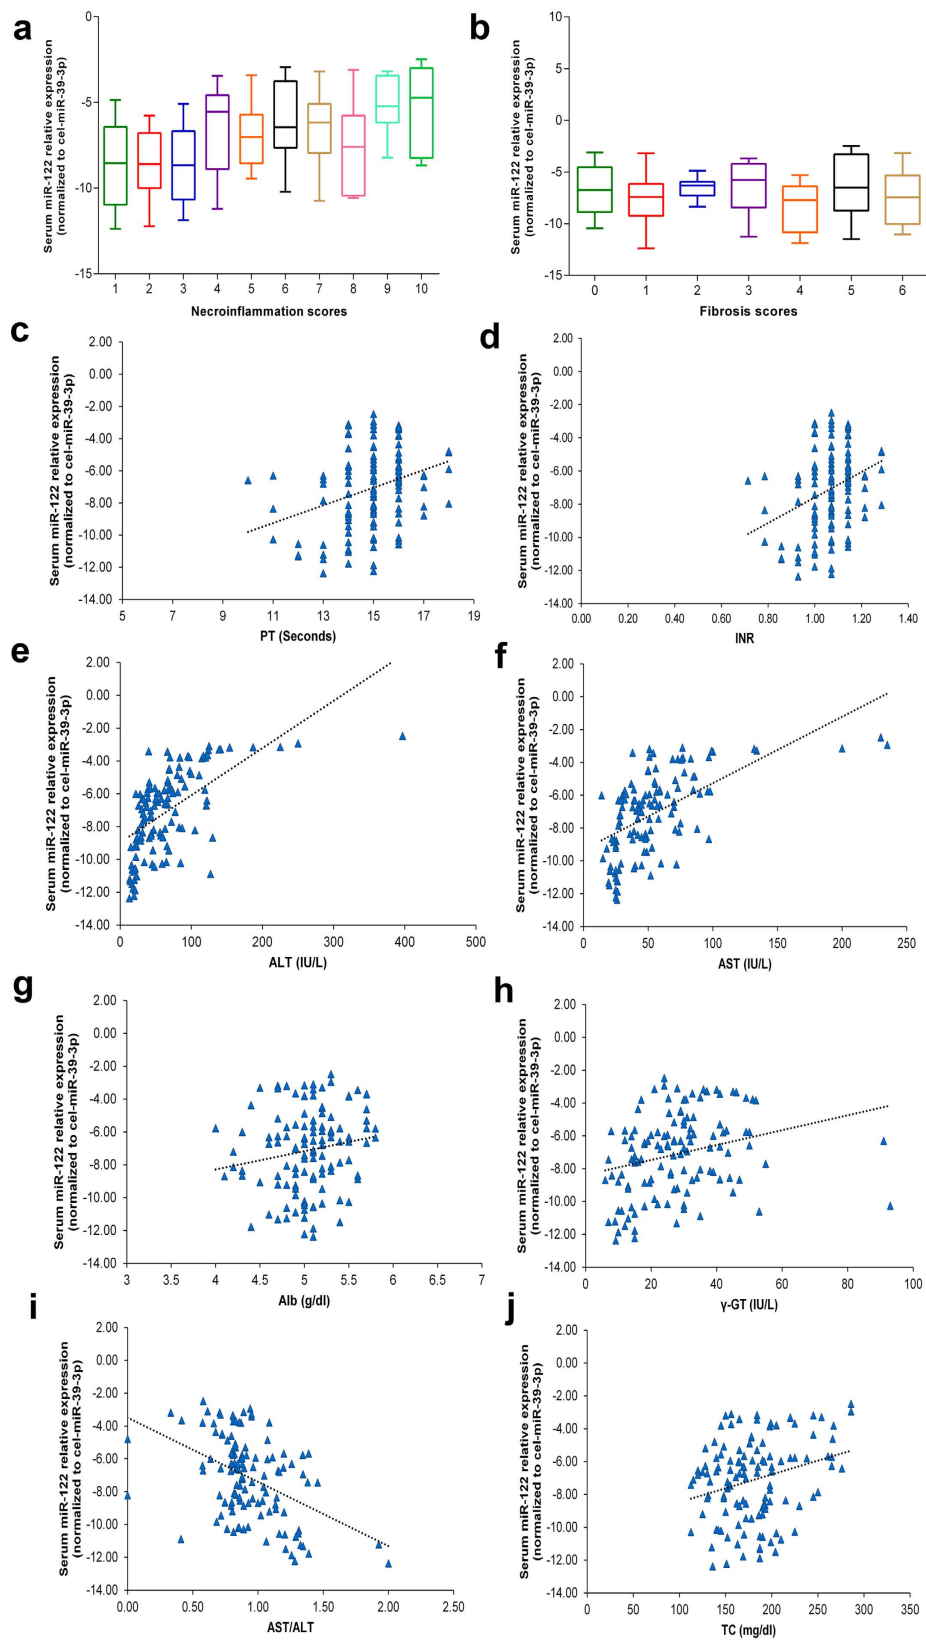 a
Serum miR-122 relative expression
(normalized to cel-miR-39-3p)
0
-5
-10
-15
1 2 3 4 5 6 7 8 9 10
Necroinflammation scores
b
Serum miR-122 relative expression
(normalized to cel-miR-39-3p)
10
5
0
-5
-10
-15
0 1 2 3 4 5 6
Fibrosis scores
c
Serum miR-122 relative expression
(normalized to cel-miR-39-3p)
2.00
0.00
-2.00
-4.00
-6.00
-8.00
-10.00
-12.00
-14.00
5 7 9 11 13 15 17 19
PT (Seconds)
d
Serum miR-122 relative expression
(normalized to cel-miR-39-3p)
2.00
0.00
-2.00
-4.00
-6.00
-8.00
-10.00
-12.00
-14.00
0.00 0.20 0.40 0.60 0.80 1.00 1.20 1.40
INR
e
Serum miR-122 relative expression
(normalized to cel-miR-39-3p)
2.00
0.00
-2.00
-4.00
-6.00
-8.00
-10.00
-12.00
-14.00
0 100 200 300 400 500
ALT (IU/L)
f
Serum miR-122 relative expression
(normalized to cel-miR-39-3p)
2.00
0.00
-2.00
-4.00
-6.00
-8.00
-10.00
-12.00
-14.00
0 50 100 150 200 250
AST (IU/L)
g
Serum miR-122 relative expression
(normalized to cel-miR-39-3p)
2.00
0.00
-2.00
-4.00
-6.00
-8.00
-10.00
-12.00
-14.00
3 3.5 4 4.5 5 5.5 6 6.5 7
Alb (g/dl)
h
Serum miR-122 relative expression
(normalized to cel-miR-39-3p)
2.00
0.00
-2.00
-4.00
-6.00
-8.00
-10.00
-12.00
-14.00
0 20 40 60 80 100
γ-GT (IU/L)
i
Serum miR-122 relative expression
(normalized to cel-miR-39-3p)
2.00
0.00
-2.00
-4.00
-6.00
-8.00
-10.00
-12.00
-14.00
0.00 0.50 1.00 1.50 2.00 2.50
AST/ALT
j
Serum miR-122 relative expression
(normalized to cel-miR-39-3p)
2.00
0.00
-2.00
-4.00
-6.00
-8.00
-10.00
-12.00
-14.00
0 50 100 150 200 250 300 350
TC (mg/dl)